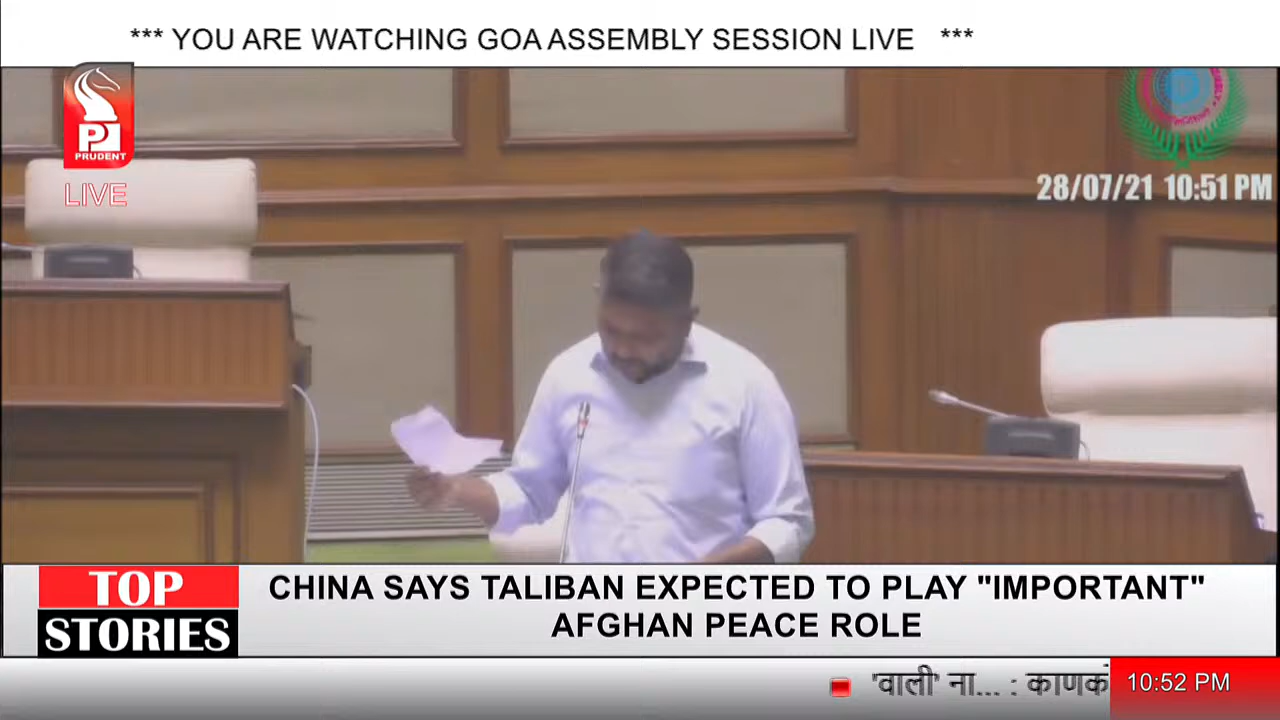 *** YOU ARE WATCHING GOA ASSEMBLY SESSION LIVE ***
PRUDENT
LIVE
28/07/21 10:51 PM
TOP
STORIES
CHINA SAYS TALIBAN EXPECTED TO PLAY "IMPORTANT"
AFGHAN PEACE ROLE
'वाली' ना... : काणकं
10:52 PM